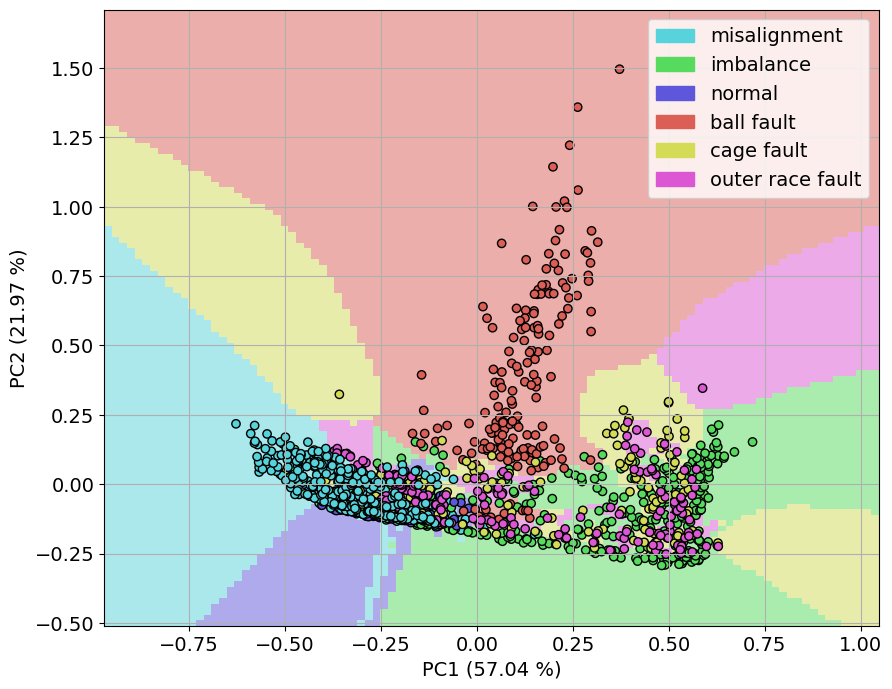 misalignment
imbalance
normal
ball fault
cage fault
outer race fault
1.50
1.25
1.00
0.75
0.50
0.25
0.00
−0.25
−0.50
PC2 (21.97 %)
−0.75
−0.50
−0.25
0.00
0.25
0.50
0.75
1.00
PC1 (57.04 %)